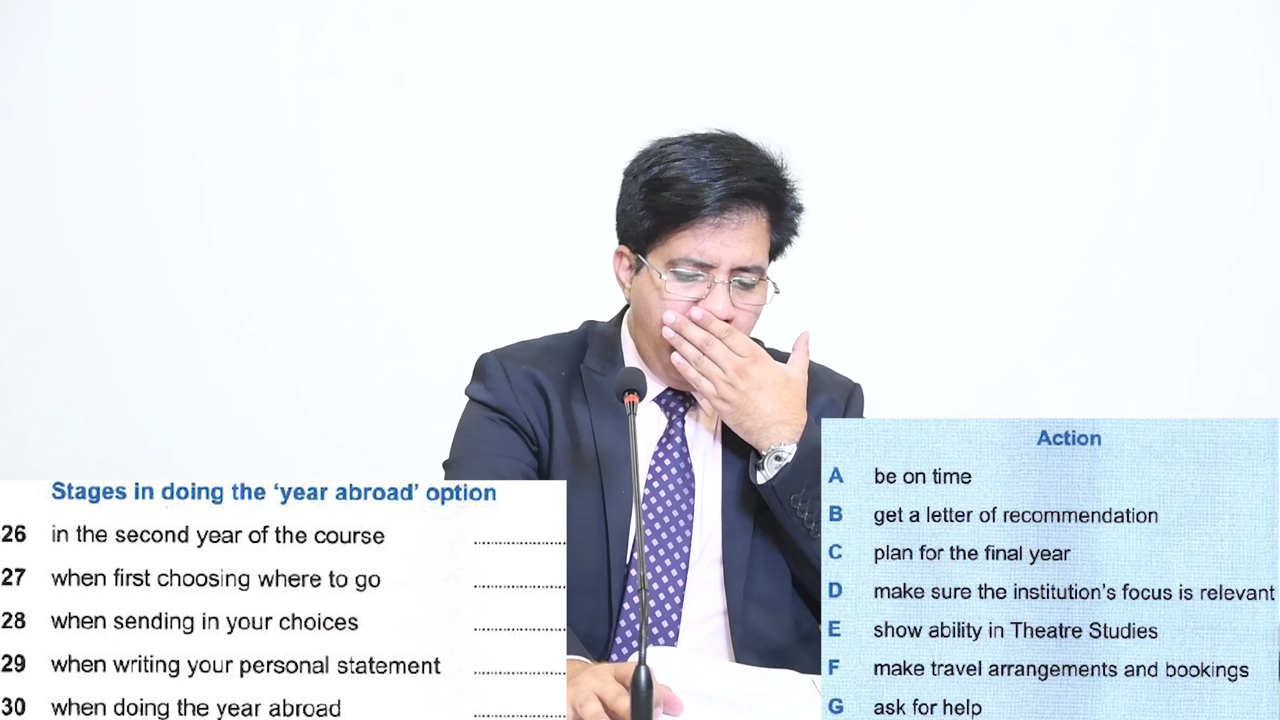 Stages in doing the ‘year abroad’ option
26 in the second year of the course ....................
27 when first choosing where to go ....................
28 when sending in your choices ....................
29 when writing your personal statement ....................
30 when doing the year abroad ....................
Action
A be on time
B get a letter of recommendation
C plan for the final year
D make sure the institution's focus is relevant
E show ability in Theatre Studies
F make travel arrangements and bookings
G ask for help